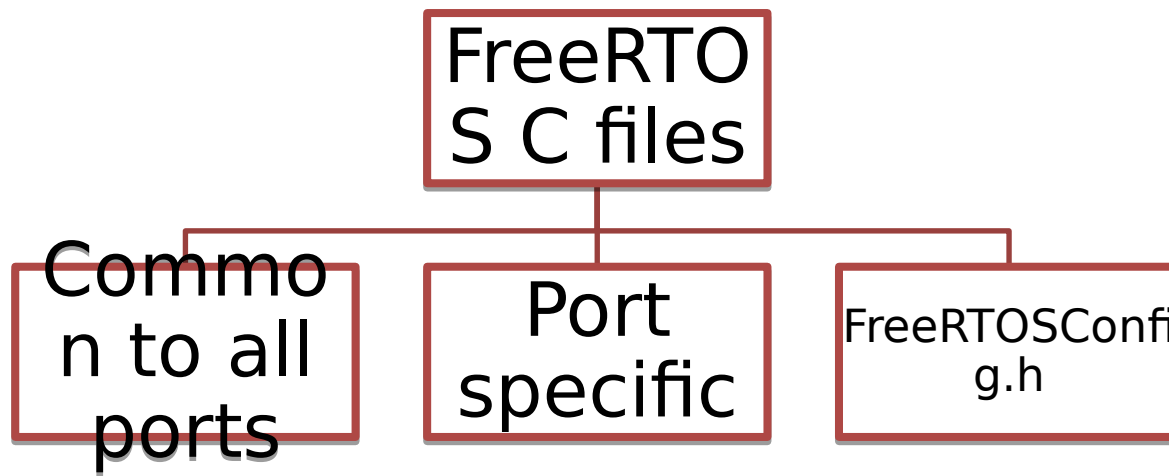 FreeRTO
S C files
Commo
n to all
ports
Port
specific
FreeRTOSConfi
g.h